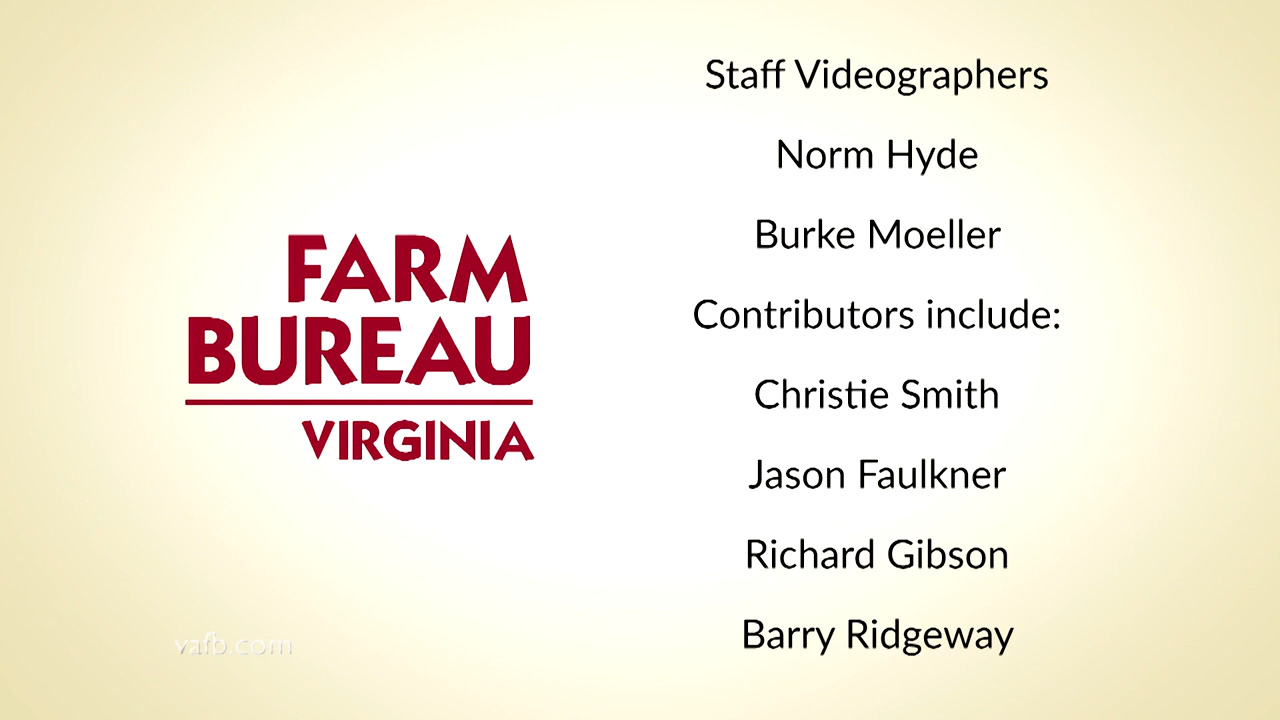 FARM
BUREAU
VIRGINIA
vafb.com
Staff Videographers
Norm Hyde
Burke Moeller
Contributors include:
Christie Smith
Jason Faulkner
Richard Gibson
Barry Ridgeway